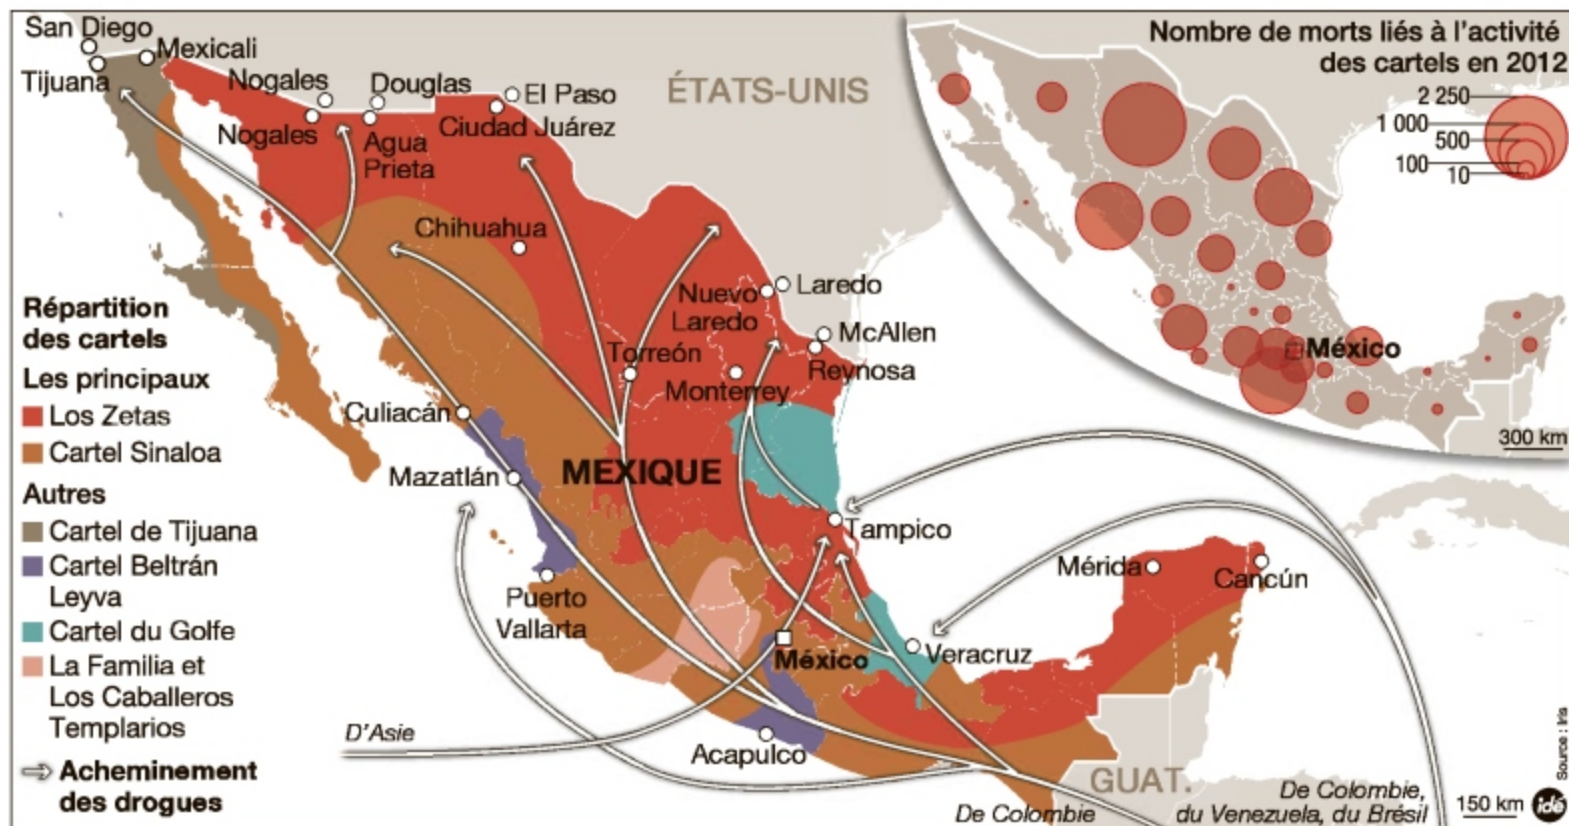 San Diego
Tijuana
Mexicali
Nogales
Nogales
Douglas
Agua
Prieta
El Paso
Ciudad Juárez
ÉTATS-UNIS
Chihuahua
Nuevo
Laredo
Laredo
McAllen
Reynosa
Torreón
Monterrey
Culiacán
Mazatlán
MEXIQUE
Tampico
Puerto
Vallarta
México
Veracruz
Mérida
Cancún
Acapulco
GUAT.
D'Asie
De Colombie
De Colombie,
du Venezuela, du Brésil
150 km
idé
Source : Iris
Répartition
des cartels
Les principaux
Los Zetas
Cartel Sinaloa
Autres
Cartel de Tijuana
Cartel Beltrán
Leyva
Cartel du Golfe
La Familia et
Los Caballeros
Templarios
Acheminement
des drogues
Nombre de morts liés à l'activité
des cartels en 2012
2 250
1 000
500
100
10
México
300 km